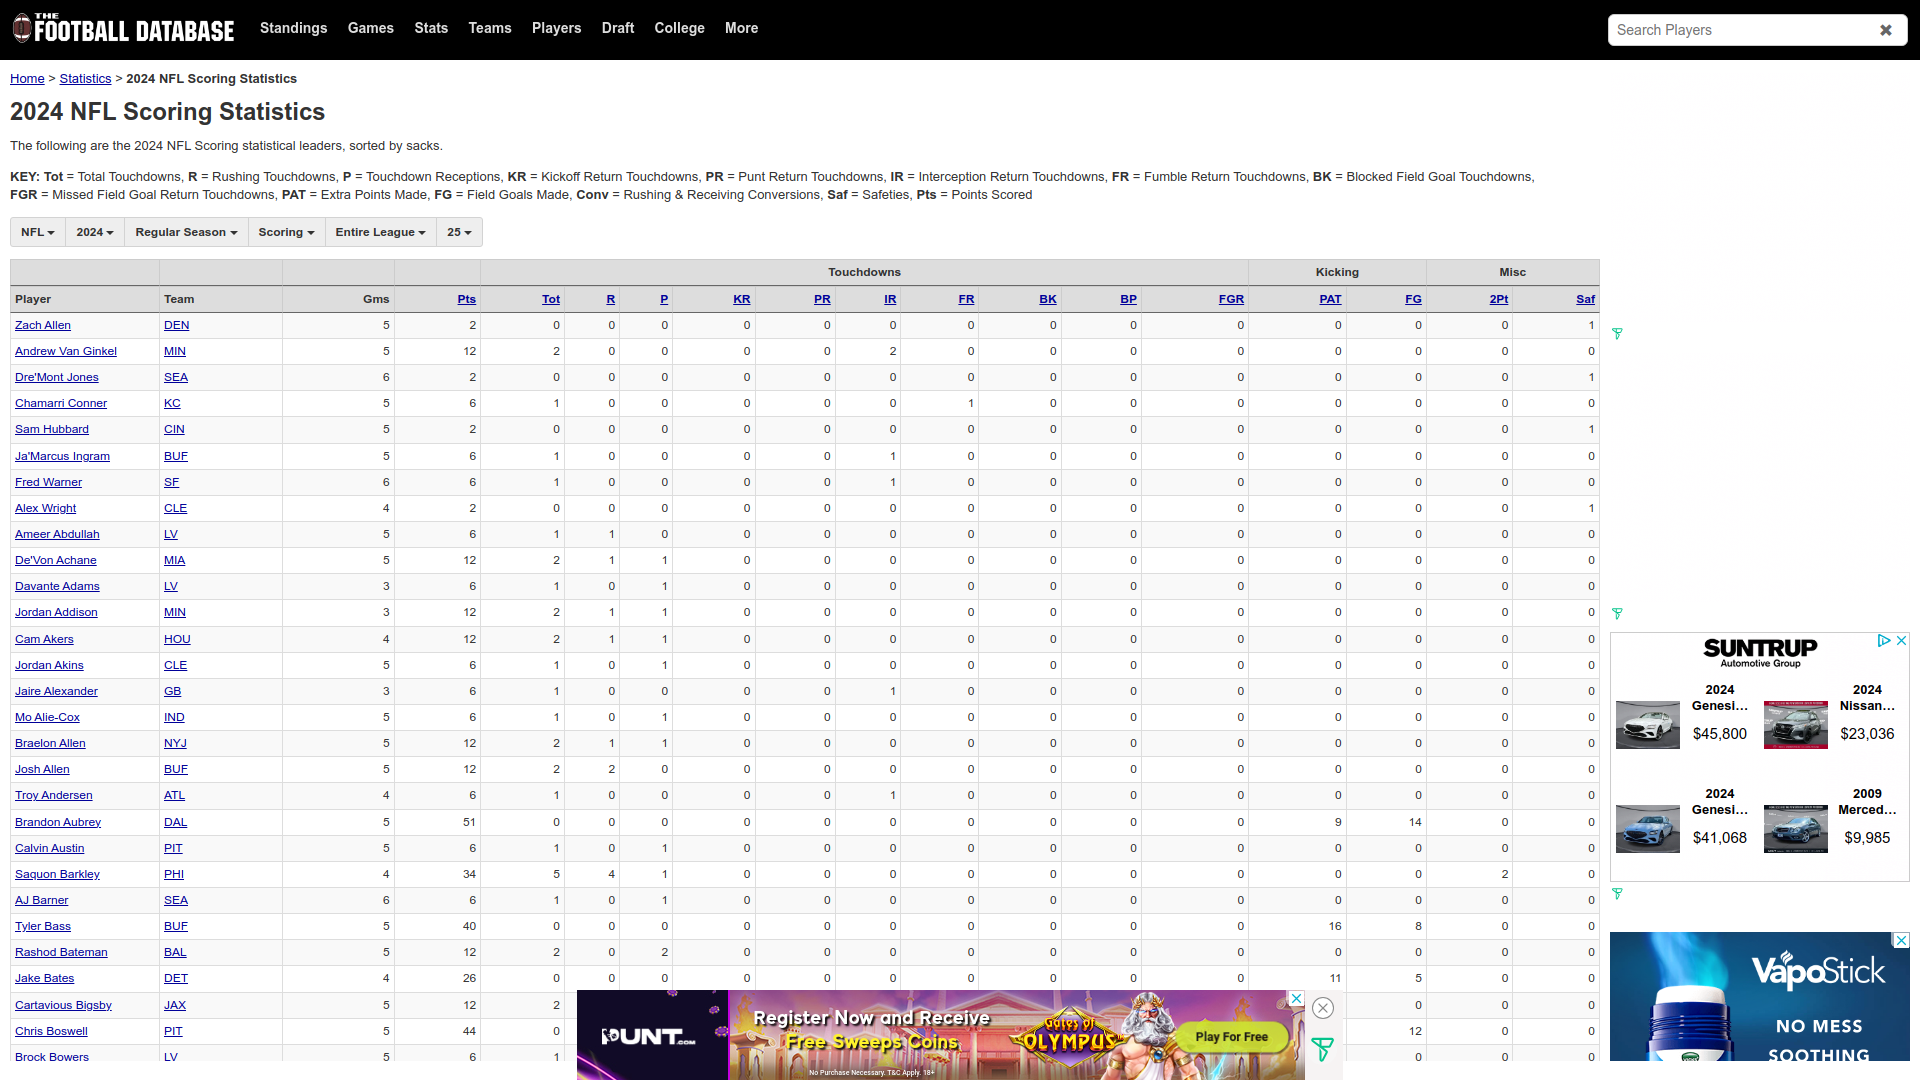 THE
FOOTBALL DATABASE
Standings Games Stats Teams Players Draft College More
Search Players
Home > Statistics > 2024 NFL Scoring Statistics
2024 NFL Scoring Statistics
The following are the 2024 NFL Scoring statistical leaders, sorted by sacks.
KEY: Tot = Total Touchdowns, R = Rushing Touchdowns, P = Touchdown Receptions, KR = Kickoff Return Touchdowns, PR = Punt Return Touchdowns, IR = Interception Return Touchdowns, FR = Fumble Return Touchdowns, BK = Blocked Field Goal Touchdowns,
FGR = Missed Field Goal Return Touchdowns, PAT = Extra Points Made, FG = Field Goals Made, Conv = Rushing & Receiving Conversions, Saf = Safeties, Pts = Points Scored
NFL 2024 Regular Season Scoring Entire League 25
Touchdowns Kicking Misc
Player Team Gms Pts Tot R P KR PR IR FR BK BP FGR PAT FG 2Pt Saf
Zach Allen DEN 5 2 0 0 0 0 0 0 0 0 0 0 0 0 0 1
Andrew Van Ginkel MIN 5 12 2 0 0 0 0 2 0 0 0 0 0 0 0 0
Dre'Mont Jones SEA 6 2 0 0 0 0 0 0 0 0 0 0 0 0 0 1
Chamarri Conner KC 5 6 1 0 0 0 0 0 1 0 0 0 0 0 0 0
Sam Hubbard CIN 5 2 0 0 0 0 0 0 0 0 0 0 0 0 0 1
Ja'Marcus Ingram BUF 5 6 1 0 0 0 0 1 0 0 0 0 0 0 0 0
Fred Warner SF 6 6 1 0 0 0 0 1 0 0 0 0 0 0 0 0
Alex Wright CLE 4 2 0 0 0 0 0 0 0 0 0 0 0 0 0 1
Ameer Abdullah LV 5 6 1 1 0 0 0 0 0 0 0 0 0 0 0 0
De'Von Achane MIA 5 12 2 1 1 0 0 0 0 0 0 0 0 0 0 0
Davante Adams LV 3 6 1 0 1 0 0 0 0 0 0 0 0 0 0 0
Jordan Addison MIN 3 12 2 1 1 0 0 0 0 0 0 0 0 0 0 0
Cam Akers HOU 4 12 2 1 1 0 0 0 0 0 0 0 0 0 0 0
Jordan Akins CLE 5 6 1 0 1 0 0 0 0 0 0 0 0 0 0 0
Jaire Alexander GB 3 6 1 0 0 0 0 1 0 0 0 0 0 0 0 0
Mo Alie-Cox IND 5 6 1 0 1 0 0 0 0 0 0 0 0 0 0 0
Braelon Allen NYJ 5 12 2 1 1 0 0 0 0 0 0 0 0 0 0 0
Josh Allen BUF 5 12 2 2 0 0 0 0 0 0 0 0 0 0 0 0
Troy Andersen ATL 4 6 1 0 0 0 0 1 0 0 0 0 0 0 0 0
Brandon Aubrey DAL 5 51 0 0 0 0 0 0 0 0 0 0 9 14 0 0
Calvin Austin PIT 5 6 1 0 1 0 0 0 0 0 0 0 0 0 0 0
Saquon Barkley PHI 4 34 5 4 1 0 0 0 0 0 0 0 0 0 2 0
AJ Barner SEA 6 6 1 0 1 0 0 0 0 0 0 0 0 0 0 0
Tyler Bass BUF 5 40 0 0 0 0 0 0 0 0 0 0 16 8 0 0
Rashod Bateman BAL 5 12 2 0 2 0 0 0 0 0 0 0 0 0 0 0
Jake Bates DET 4 26 0 0 0 0 0 0 0 0 0 0 11 5 0 0
Cartavious Bigsby JAX 5 12 2 0 0 0
Chris Boswell PIT 5 44 0 12 0 0
Brock Bowers LV 5 6 1 0 0 0
SUNTRUP
Automotive Group
2024 Genesi... $45,800
2024 Nissan... $23,036
2024 Genesi... $41,068
2009 Merced... $9,985
VapoStick
NO MESS
SOOTHING
PUNT.COM
Register Now and Receive
Free Sweeps Coins
No Purchase Necessary. T&C Apply. 18+
Gates of
OLYMPUS
Play For Free